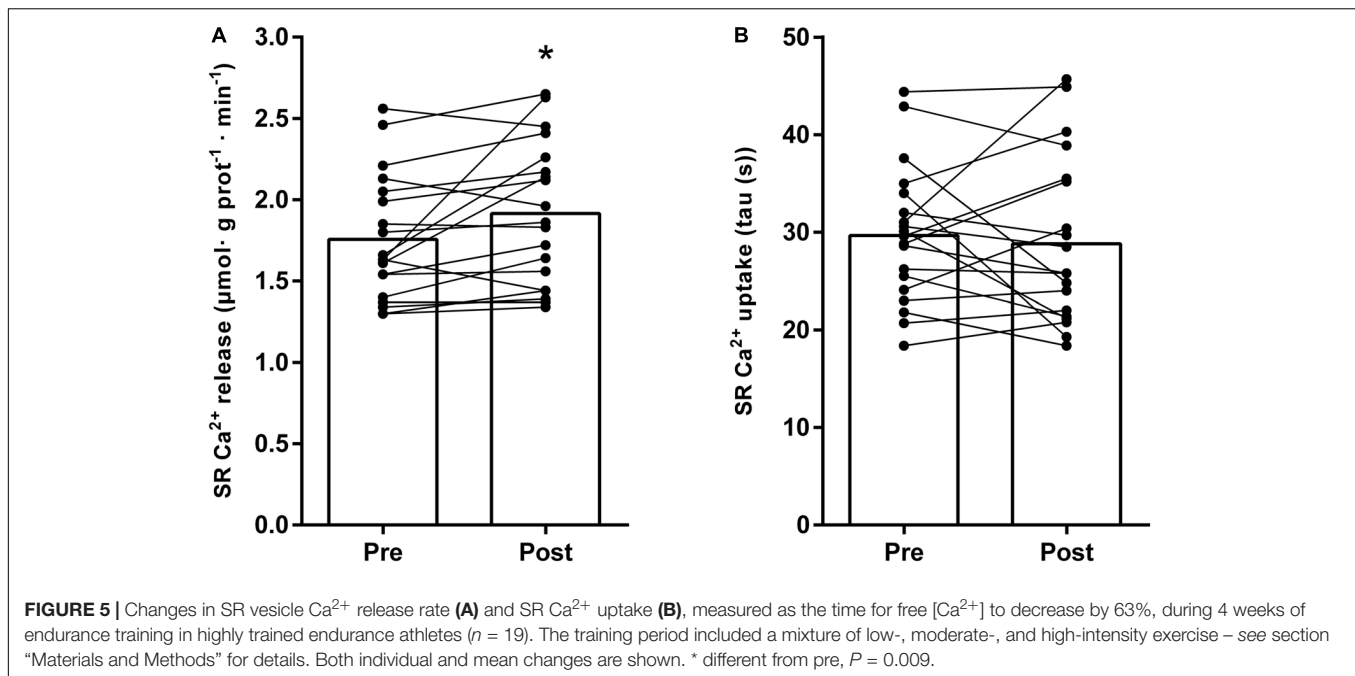 A
SR Ca²⁺ release (µmol· g prot⁻¹ · min⁻¹)
3.0
2.5
2.0
1.5
1.0
0.5
0.0
*
Pre Post
B
SR Ca²⁺ uptake (tau (s))
50
40
30
20
10
0
Pre Post
FIGURE 5 | Changes in SR vesicle Ca²⁺ release rate (A) and SR Ca²⁺ uptake (B), measured as the time for free [Ca²⁺] to decrease by 63%, during 4 weeks of
endurance training in highly trained endurance athletes (n = 19). The training period included a mixture of low-, moderate-, and high-intensity exercise – see section
“Materials and Methods” for details. Both individual and mean changes are shown. * different from pre, P = 0.009.